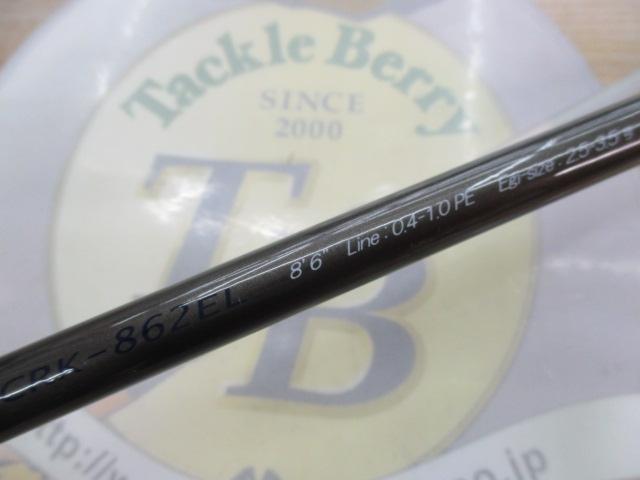 Tackle Berry
SINCE
2000
TB
CRK-862EL 8'6" Line : 0.4-1.0 PE Egi-size : 2.5-3.5
http://